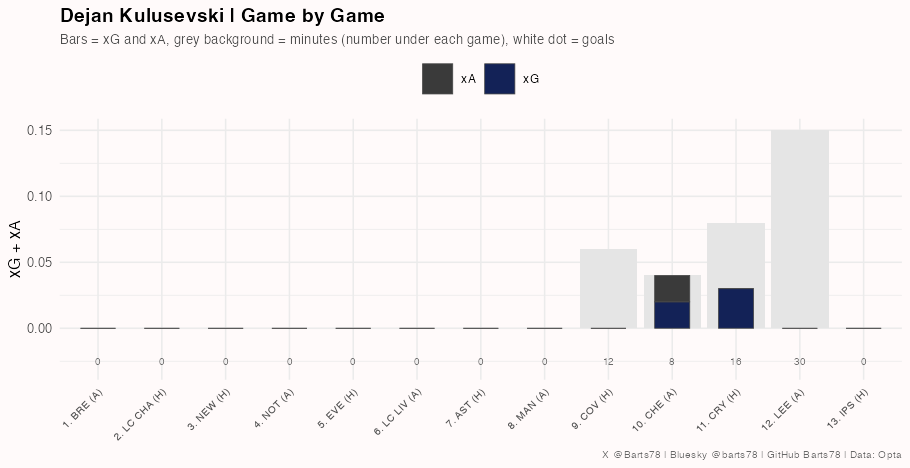 Dejan Kulusevski | Game by Game
Bars = xG and xA, grey background = minutes (number under each game), white dot = goals
xA xG
xG + xA
0.15
0.10
0.05
0.00
0 0 0 0 0 0 0 0 12 8 16 30 0
1. BRE (A)
2. LC CHA (H)
3. NEW (H)
4. NOT (A)
5. EVE (H)
6. LC LIV (A)
7. AST (H)
8. MAN (A)
9. COV (H)
10. CHE (A)
11. CRY (H)
12. LEE (A)
13. IPS (H)
X @Barts78 | Bluesky @barts78 | GitHub Barts78 | Data: Opta